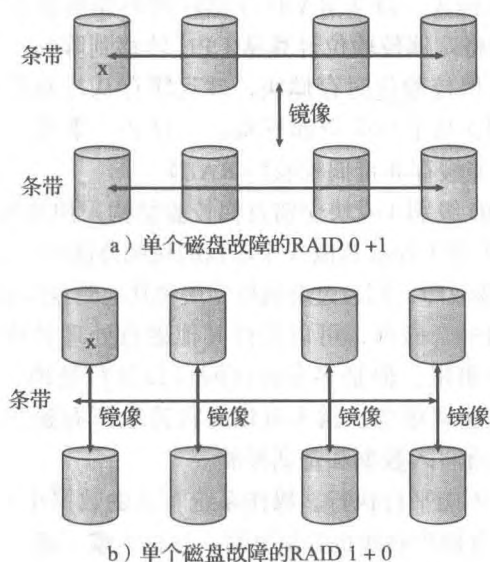 条带
x
镜像
条带
a）单个磁盘故障的RAID 0 +1
x
条带
镜像 镜像 镜像 镜像
b）单个磁盘故障的RAID 1 + 0